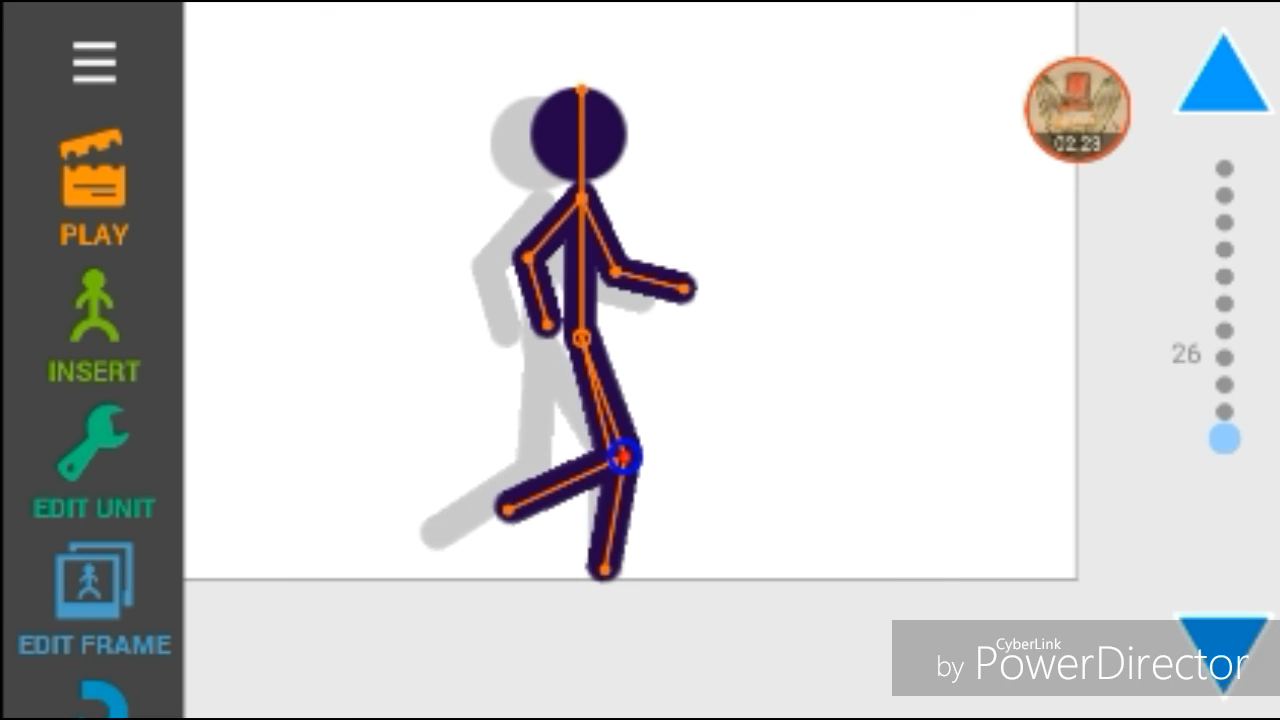 PLAY
INSERT
EDIT UNIT
EDIT FRAME
02:23
26
CyberLink
by PowerDirector